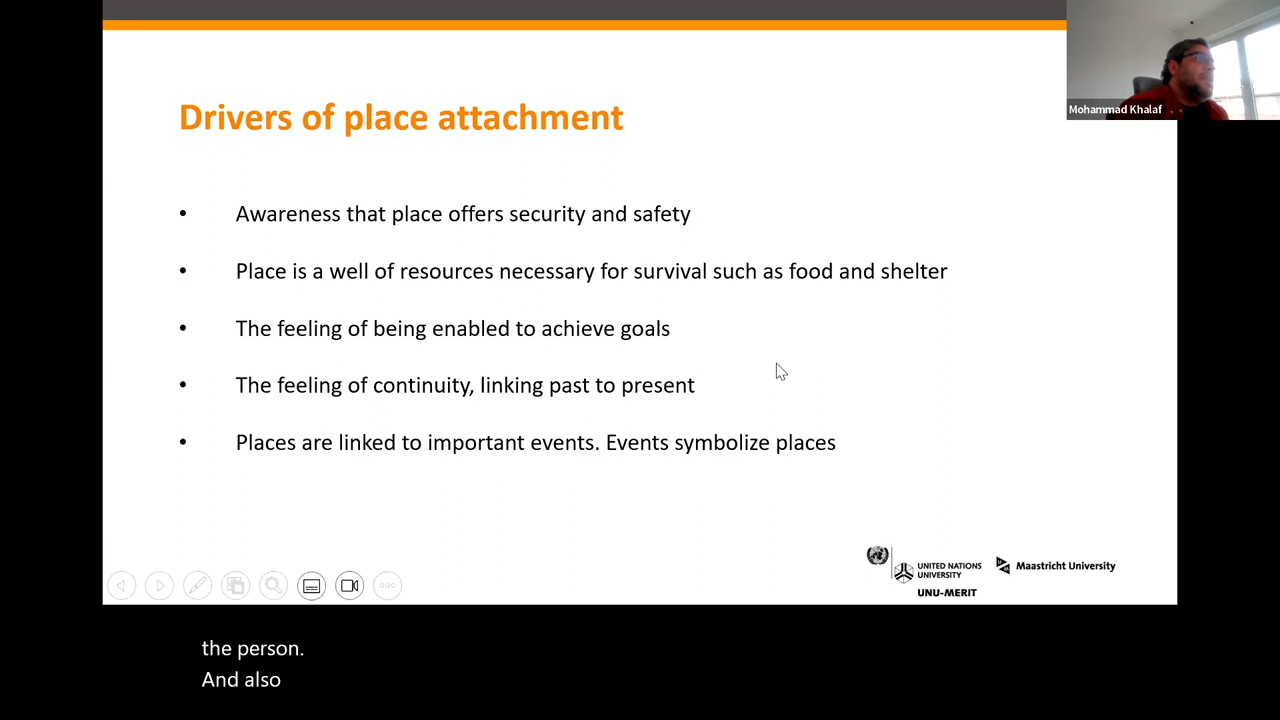 Drivers of place attachment
Mohammad Khalaf
• Awareness that place offers security and safety
• Place is a well of resources necessary for survival such as food and shelter
• The feeling of being enabled to achieve goals
• The feeling of continuity, linking past to present
• Places are linked to important events. Events symbolize places
UNITED NATIONS
UNIVERSITY
UNU-MERIT
Maastricht University
the person.
And also